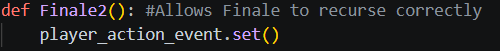 def Finale2(): #Allows Finale to recurse correctly
    player_action_event.set()